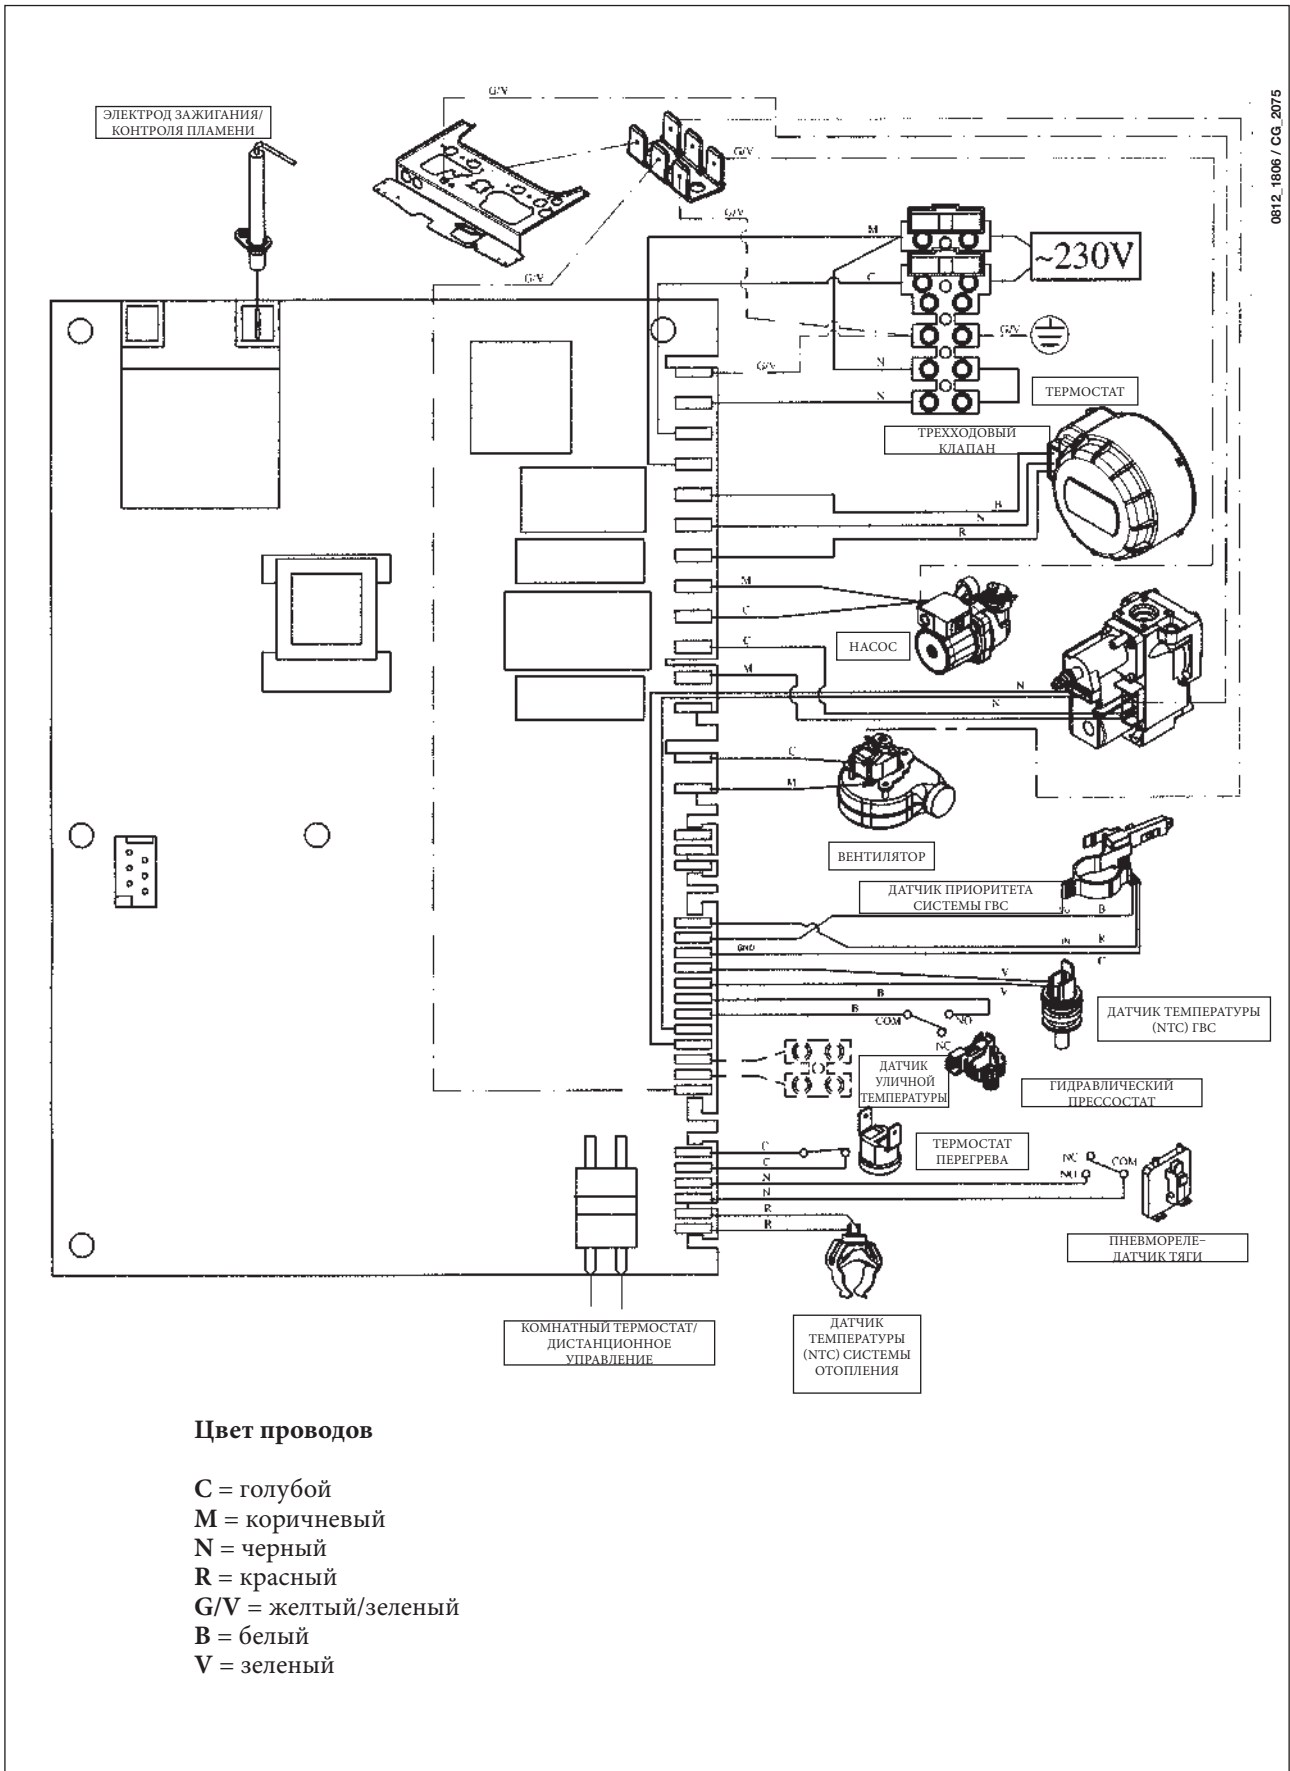 G/V
0812_1806 / CG_2075
ЭЛЕКТРОД ЗАЖИГАНИЯ/
КОНТРОЛЯ ПЛАМЕНИ
G/V
G/V
M
~230V
G/V
C
G/V
G/V
N
ТЕРМОСТАТ
N
ТРЕХХОДОВЫЙ
КЛАПАН
B
N
R
M
C
C
НАСОС
M
N
N
C
M
ВЕНТИЛЯТОР
ДАТЧИК ПРИОРИТЕТА
СИСТЕМЫ ГВС
B
R
GND
C
V
B
V
B
ДАТЧИК ТЕМПЕРАТУРЫ
(NTC) ГВС
COM
NO
NC
ДАТЧИК
УЛИЧНОЙ
ТЕМПЕРАТУРЫ
ГИДРАВЛИЧЕСКИЙ
ПРЕССОСТАТ
C
ТЕРМОСТАТ
ПЕРЕГРЕВА
C
NC
COM
N
NO
N
R
R
ПНЕВМОРЕЛЕ–
ДАТЧИК ТЯГИ
КОМНАТНЫЙ ТЕРМОСТАТ/
ДИСТАНЦИОННОЕ
УПРАВЛЕНИЕ
ДАТЧИК
ТЕМПЕРАТУРЫ
(NTC) СИСТЕМЫ
ОТОПЛЕНИЯ
Цвет проводов
C = голубой
M = коричневый
N = черный
R = красный
G/V = желтый/зеленый
B = белый
V = зеленый